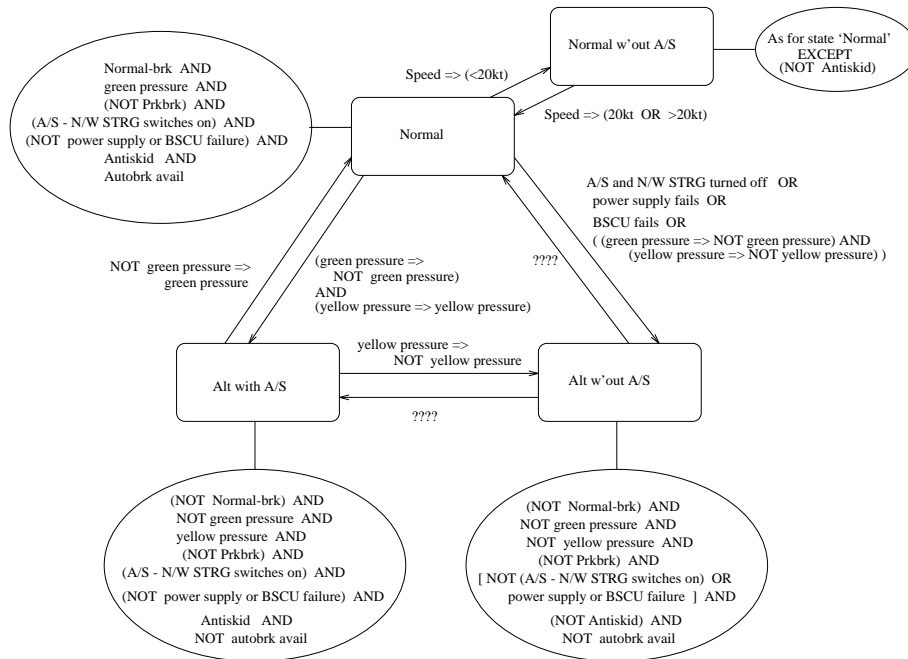 Normal w'out A/S
As for state 'Normal'
EXCEPT
(NOT Antiskid)
Normal-brk AND
green pressure AND
(NOT Prkbrk) AND
(A/S - N/W STRG switches on) AND
(NOT power supply or BSCU failure) AND
Antiskid AND
Autobrk avail
Speed => (<20kt)
Normal
Speed => (20kt OR >20kt)
A/S and N/W STRG turned off OR
power supply fails OR
BSCU fails OR
( (green pressure => NOT green pressure) AND
(yellow pressure => NOT yellow pressure) )
NOT green pressure =>
green pressure
(green pressure =>
NOT green pressure)
AND
(yellow pressure => yellow pressure)
????
yellow pressure =>
NOT yellow pressure
Alt with A/S
Alt w'out A/S
????
(NOT Normal-brk) AND
NOT green pressure AND
yellow pressure AND
(NOT Prkbrk) AND
(A/S - N/W STRG switches on) AND
(NOT power supply or BSCU failure) AND
Antiskid AND
NOT autobrk avail
(NOT Normal-brk) AND
NOT green pressure AND
NOT yellow pressure AND
(NOT Prkbrk) AND
[ NOT (A/S - N/W STRG switches on) OR
power supply or BSCU failure ] AND
(NOT Antiskid) AND
NOT autobrk avail